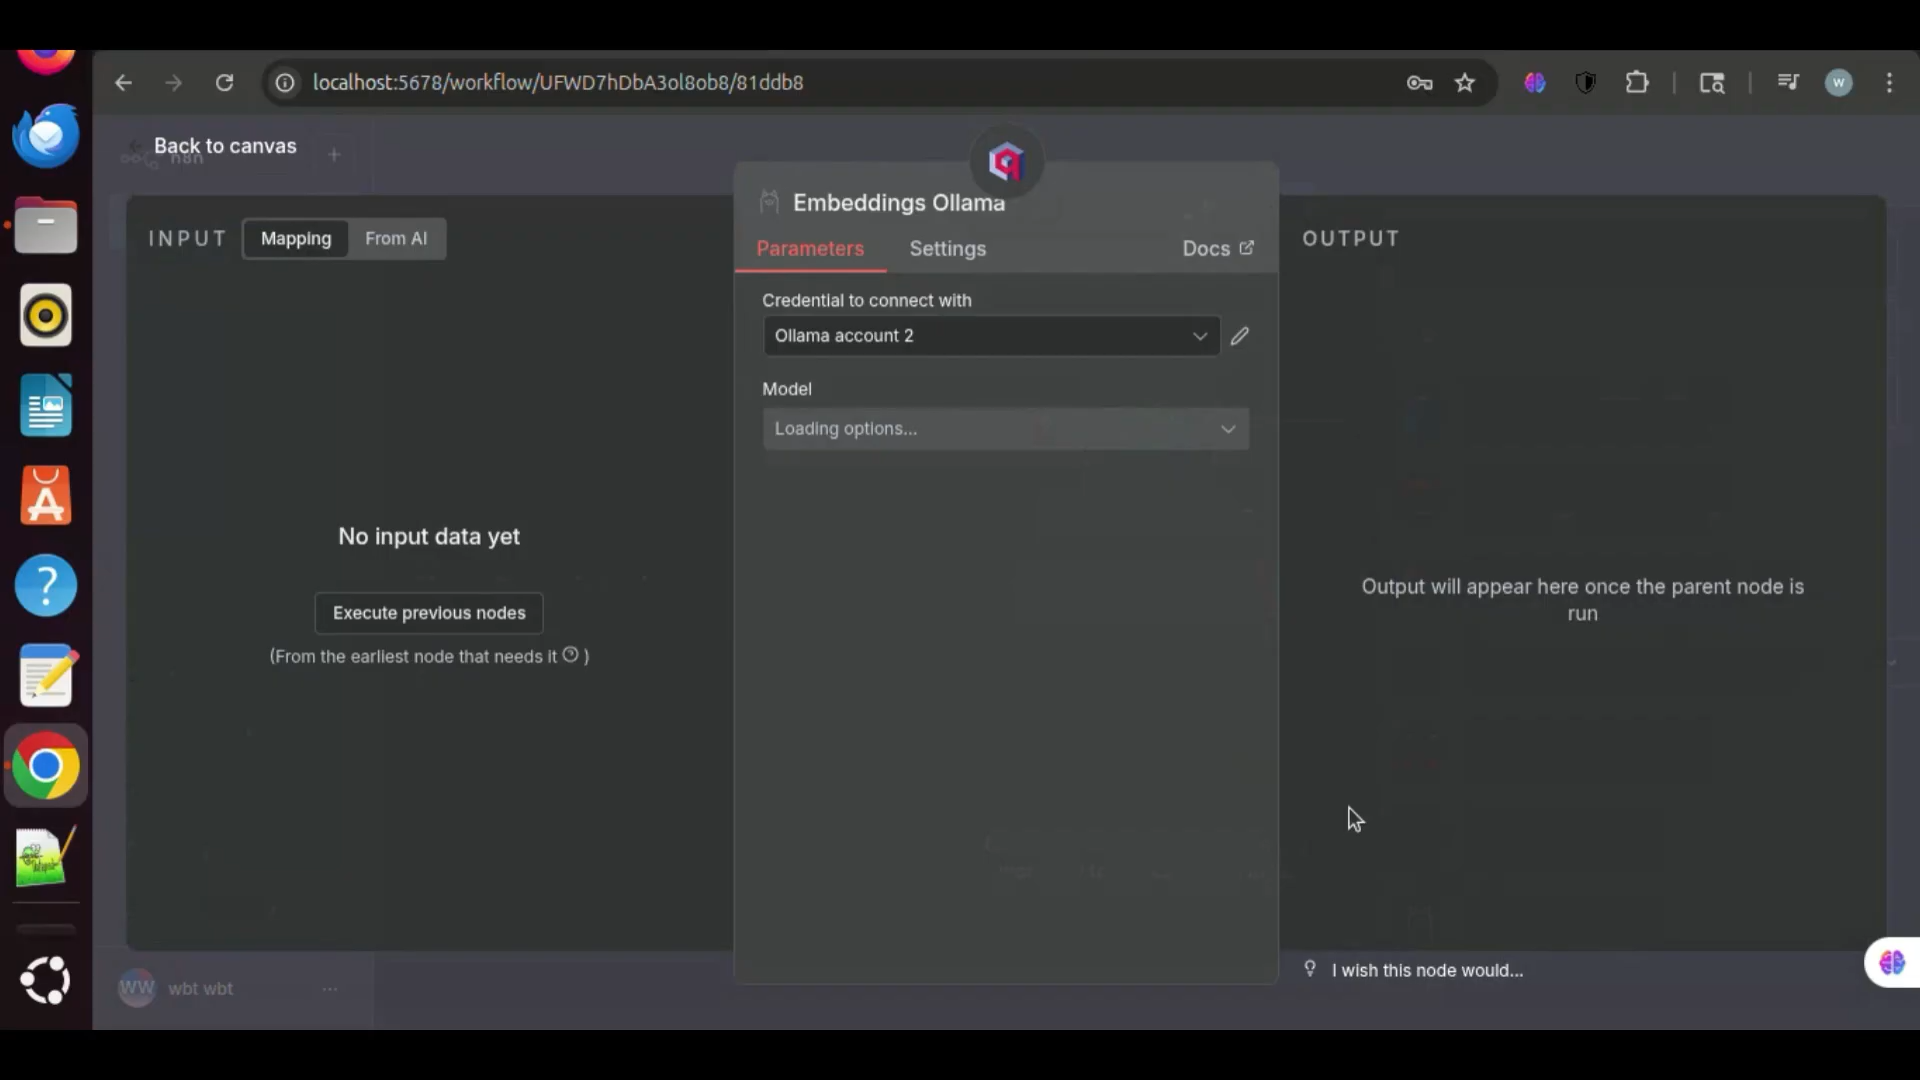 localhost:5678/workflow/UFWD7hDbA3ol8ob8/81ddb8
W
Back to canvas
n8n
Embeddings Ollama
INPUT
Mapping
From AI
Parameters
Settings
Docs
OUTPUT
Credential to connect with
Ollama account 2
Model
Loading options...
No input data yet
Execute previous nodes
(From the earliest node that needs it ? )
Output will appear here once the parent node is
run
I wish this node would...
WW
wbt wbt